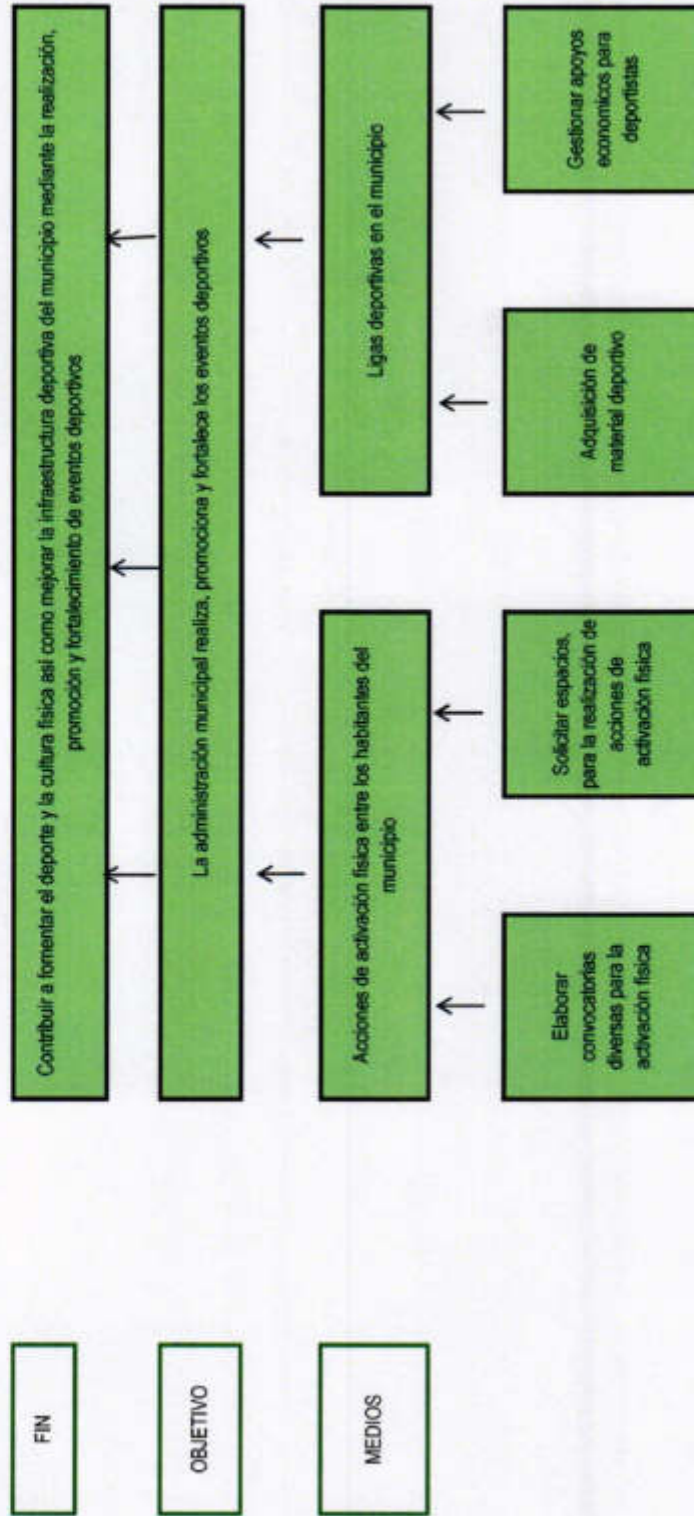 FIN
Contribuir a fomentar el deporte y la cultura física así como mejorar la infraestructura deportiva del municipio mediante la realización,
promoción y fortalecimiento de eventos deportivos
OBJETIVO
La administración municipal realiza, promociona y fortalece los eventos deportivos
MEDIOS
Acciones de activación física entre los habitantes del
municipio
Ligas deportivas en el municipio
Elaborar
convocatorias
diversas para la
activación física
Solicitar espacios,
para la realización de
acciones de
activación física
Adquisición de
material deportivo
Gestionar apoyos
economicos para
deportistas